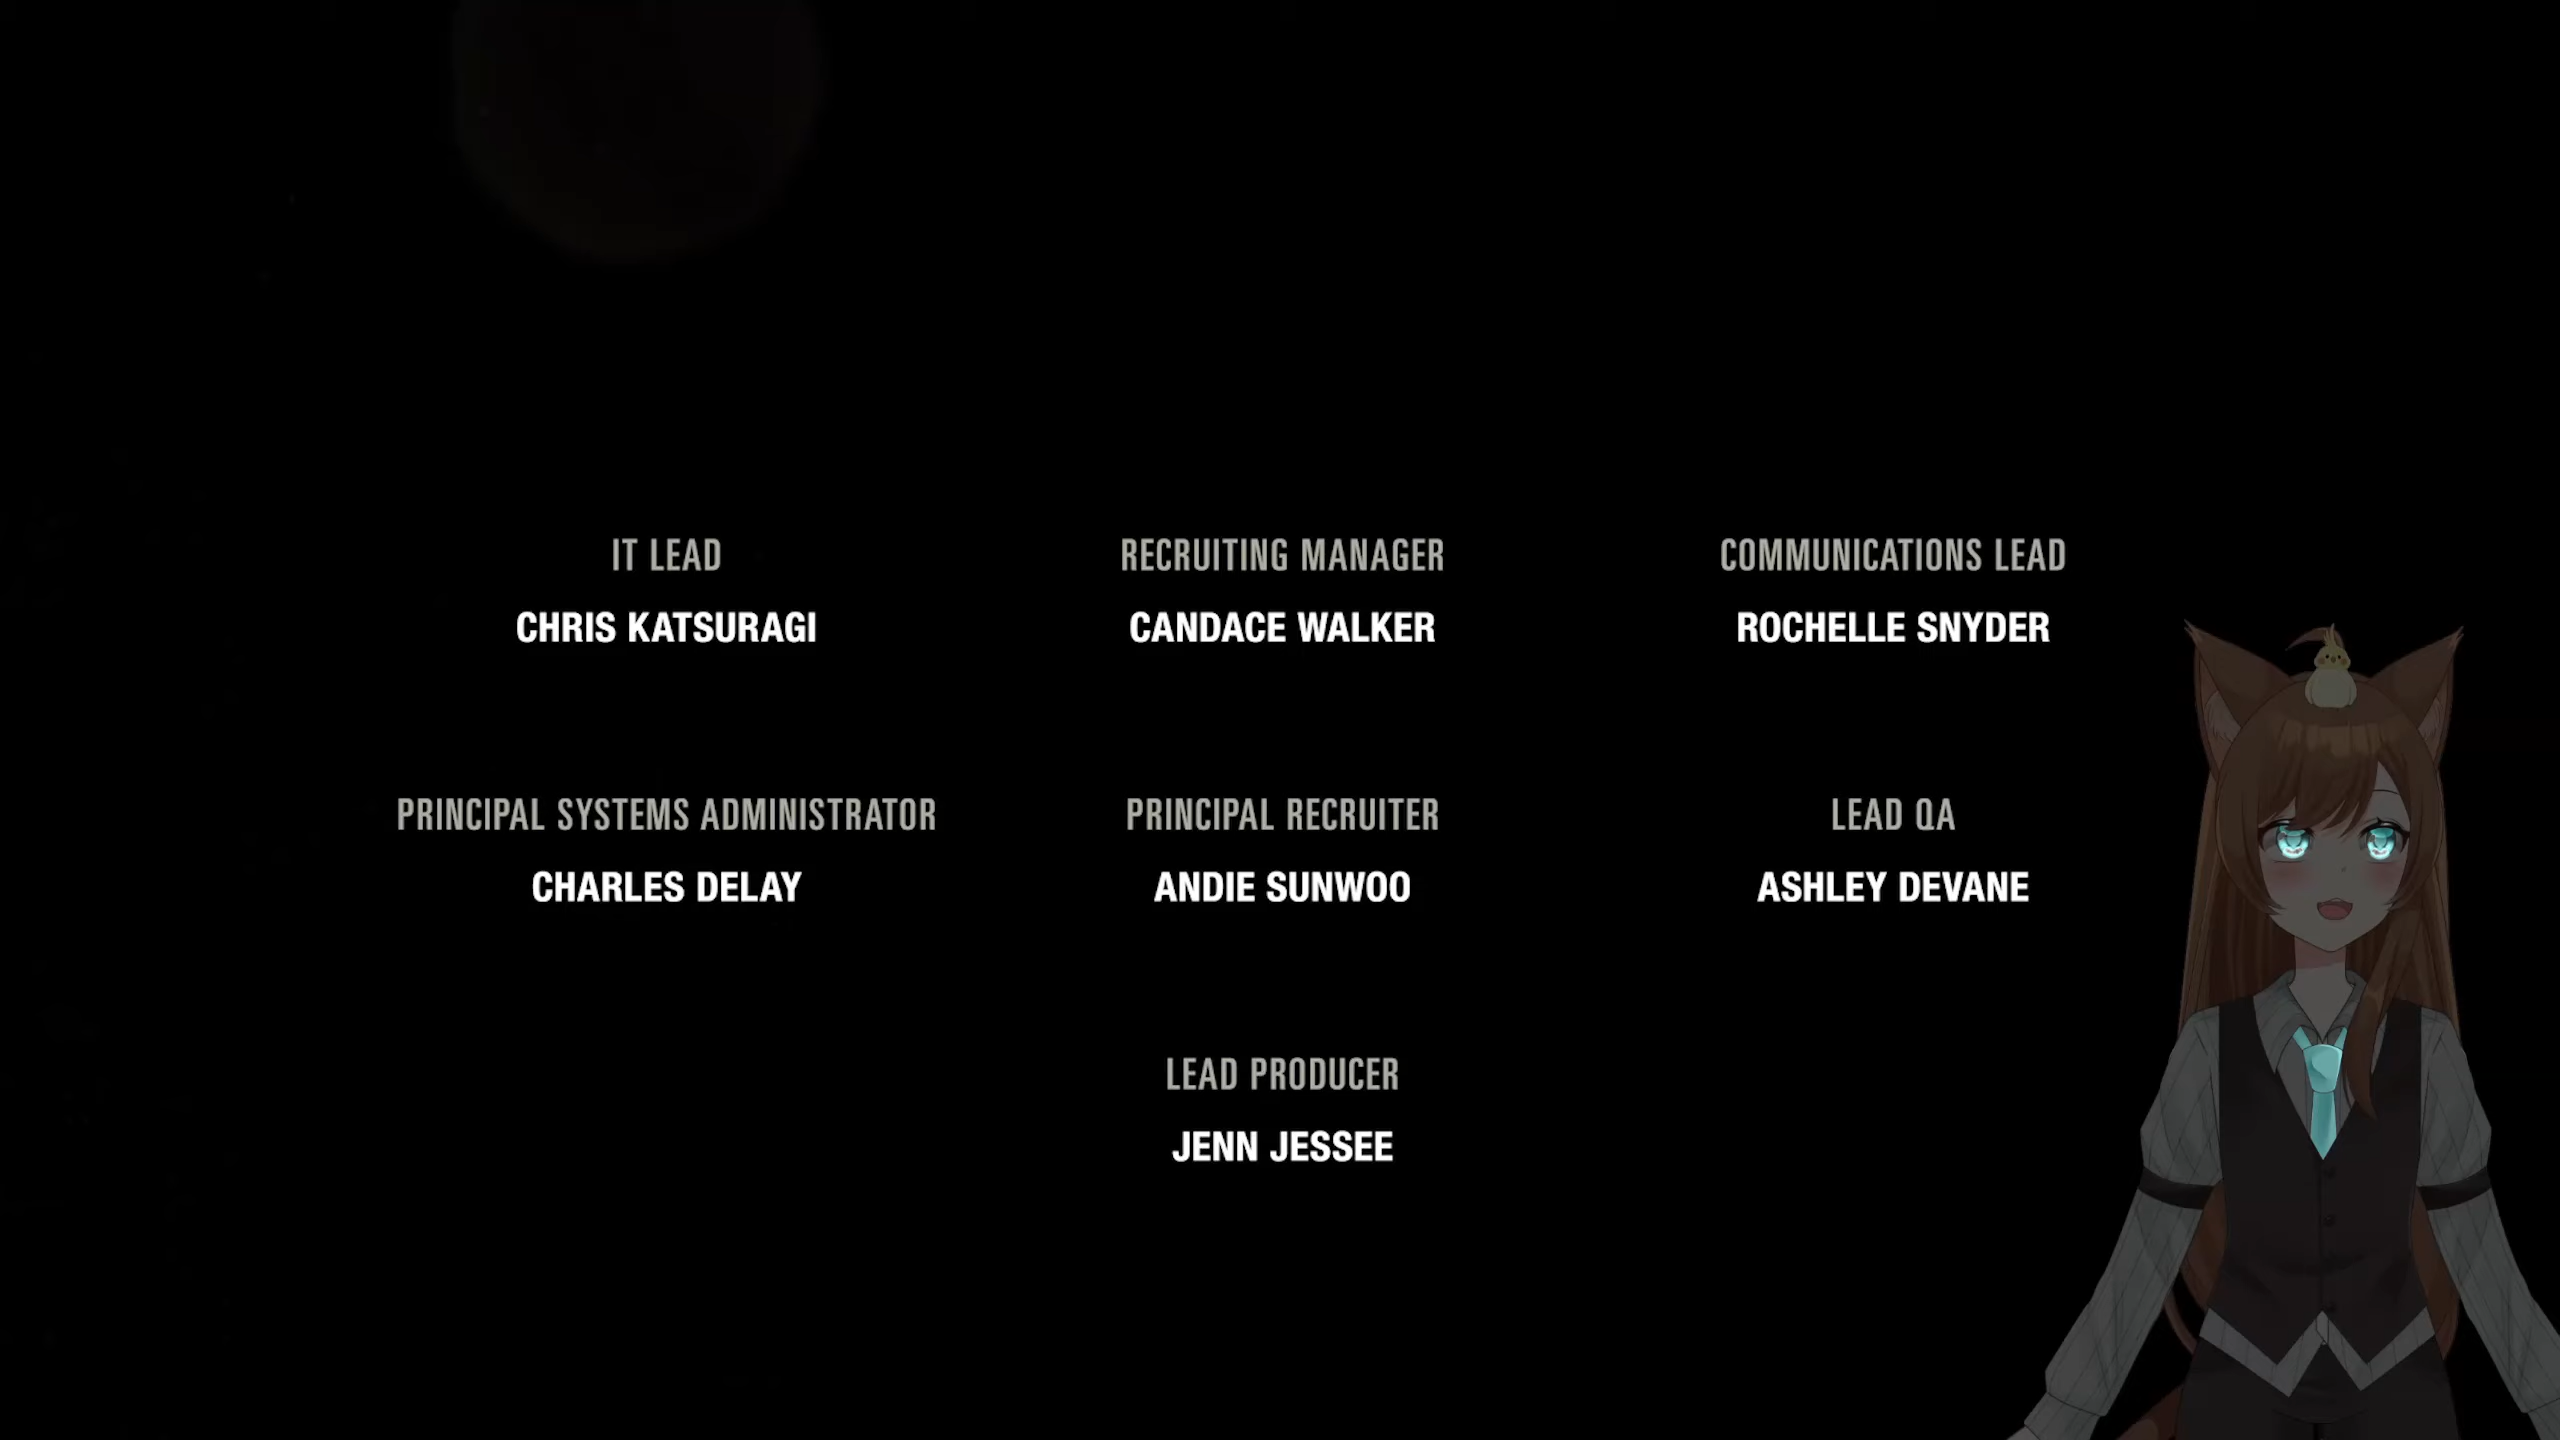 IT LEAD
CHRIS KATSURAGI
RECRUITING MANAGER
CANDACE WALKER
COMMUNICATIONS LEAD
ROCHELLE SNYDER
PRINCIPAL SYSTEMS ADMINISTRATOR
CHARLES DELAY
PRINCIPAL RECRUITER
ANDIE SUNWOO
LEAD QA
ASHLEY DEVANE
LEAD PRODUCER
JENN JESSEE